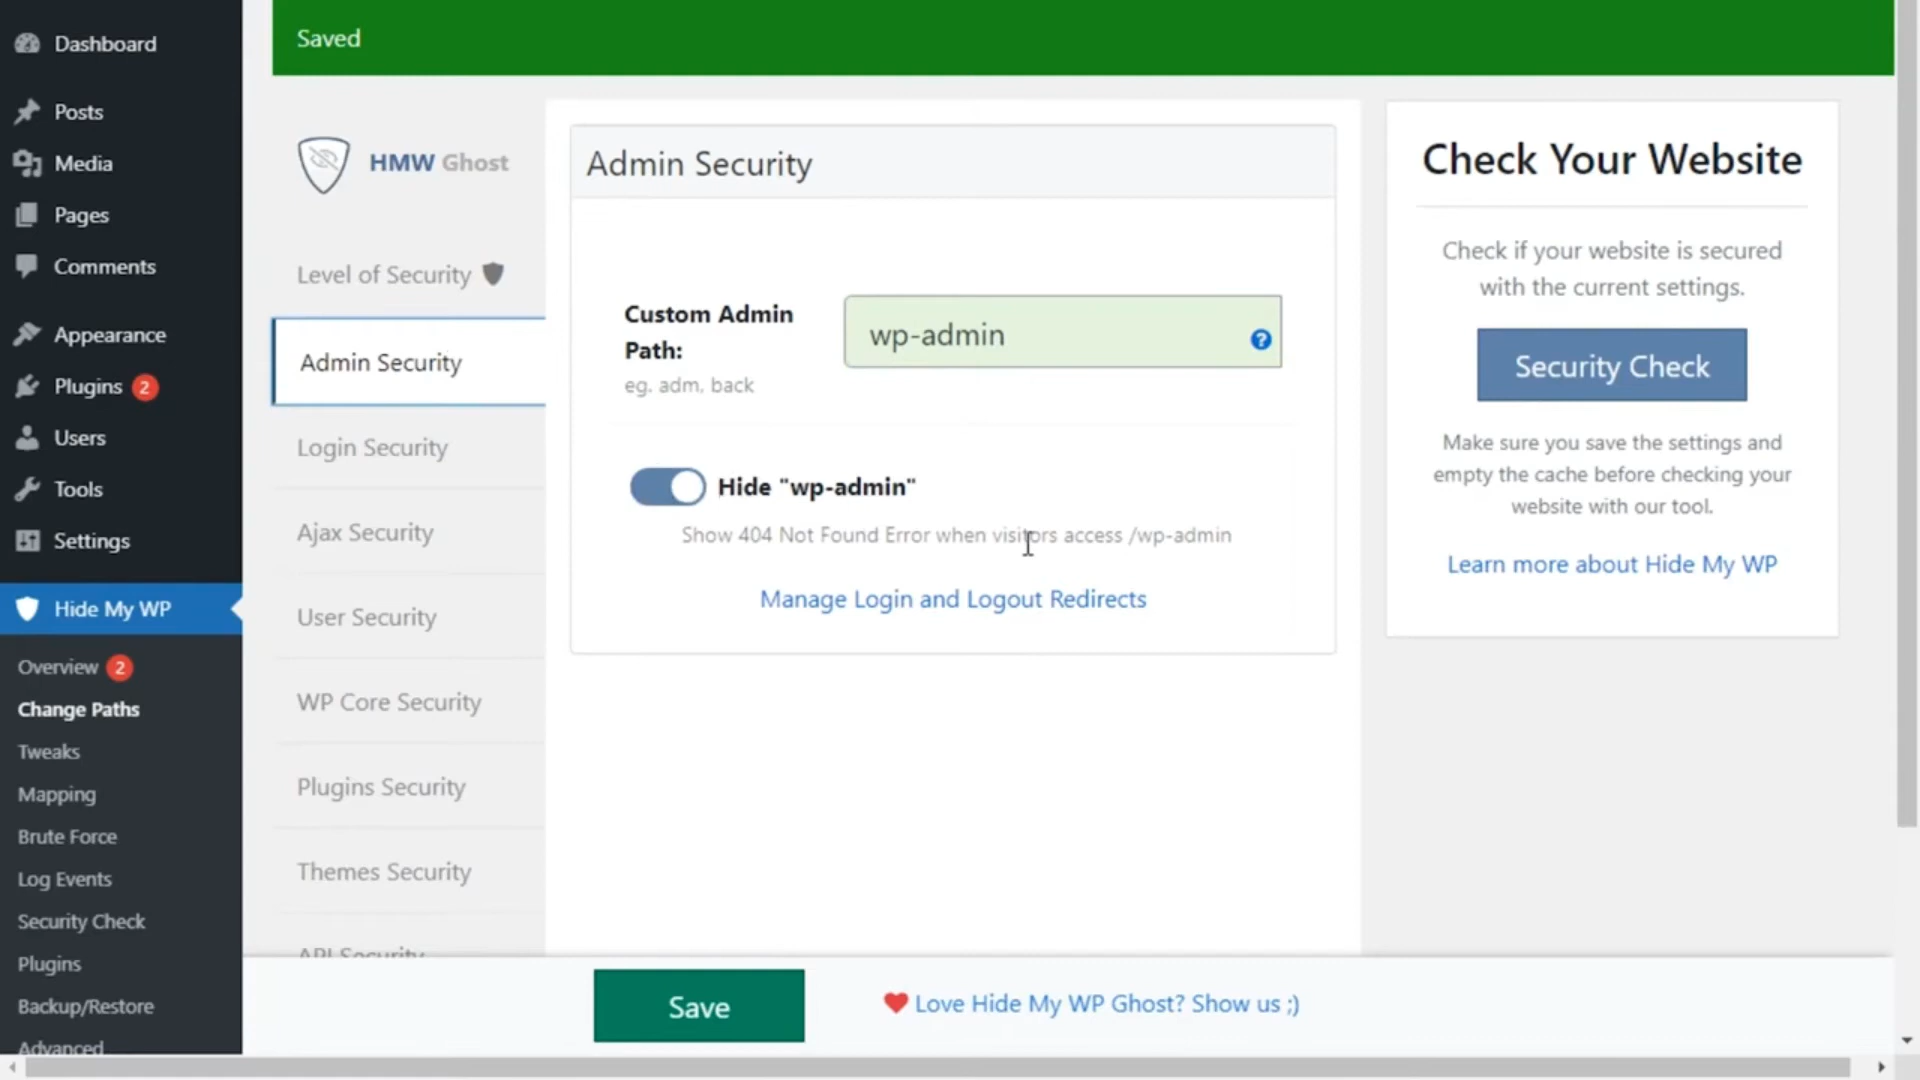 Saved
Dashboard
Posts
Media
Pages
Comments
Appearance
Plugins 2
Users
Tools
Settings
Hide My WP
Overview 2
Change Paths
Tweaks
Mapping
Brute Force
Log Events
Security Check
Plugins
Backup/Restore
Advanced
HMW Ghost
Level of Security
Admin Security
Login Security
Ajax Security
User Security
WP Core Security
Plugins Security
Themes Security
API Security
Admin Security
Custom Admin
Path:
eg. adm, back
wp-admin
?
Hide "wp-admin"
Show 404 Not Found Error when visitors access /wp-admin
Manage Login and Logout Redirects
Check Your Website
Check if your website is secured
with the current settings.
Security Check
Make sure you save the settings and
empty the cache before checking your
website with our tool.
Learn more about Hide My WP
Save
Love Hide My WP Ghost? Show us ;)